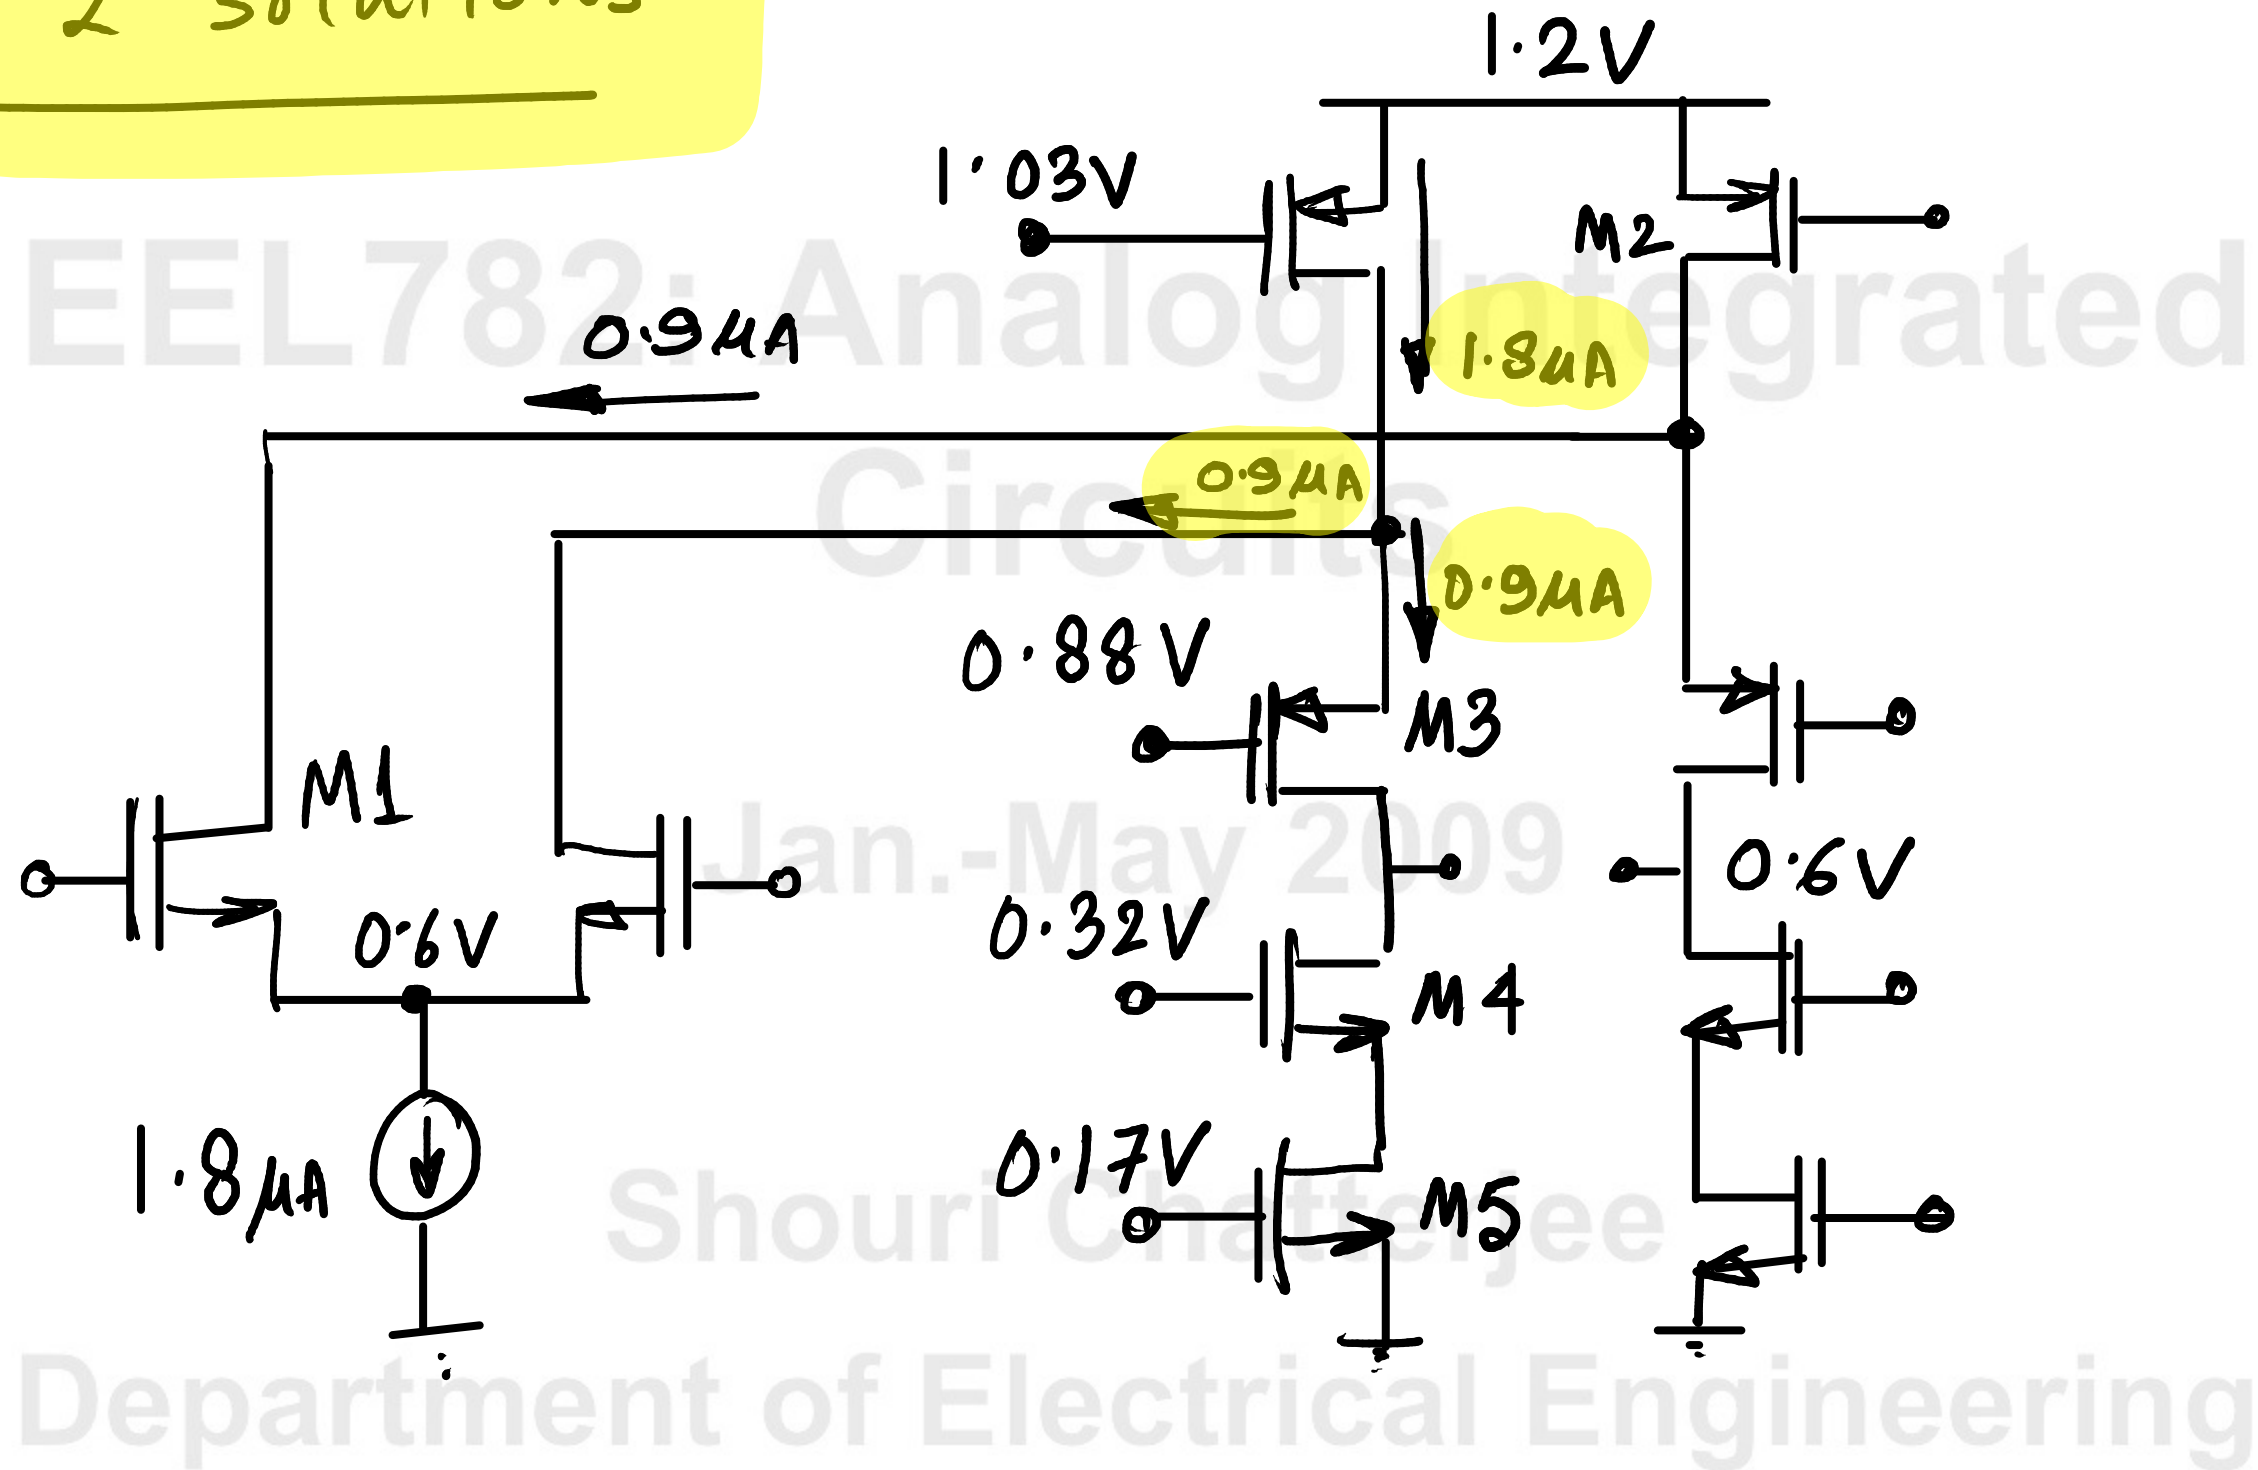 2 solutions
1.2V
1.03V
M2
EEL782: Analog Integrated
0.9μA
1.8μA
0.9μA
Circuits
0.9μA
0.88V
M3
M1
Jan.-May 2009
0.6V
0.32V
0.6V
M4
0.17V
1.8μA
M5
Shouri Chatterjee
Department of Electrical Engineering